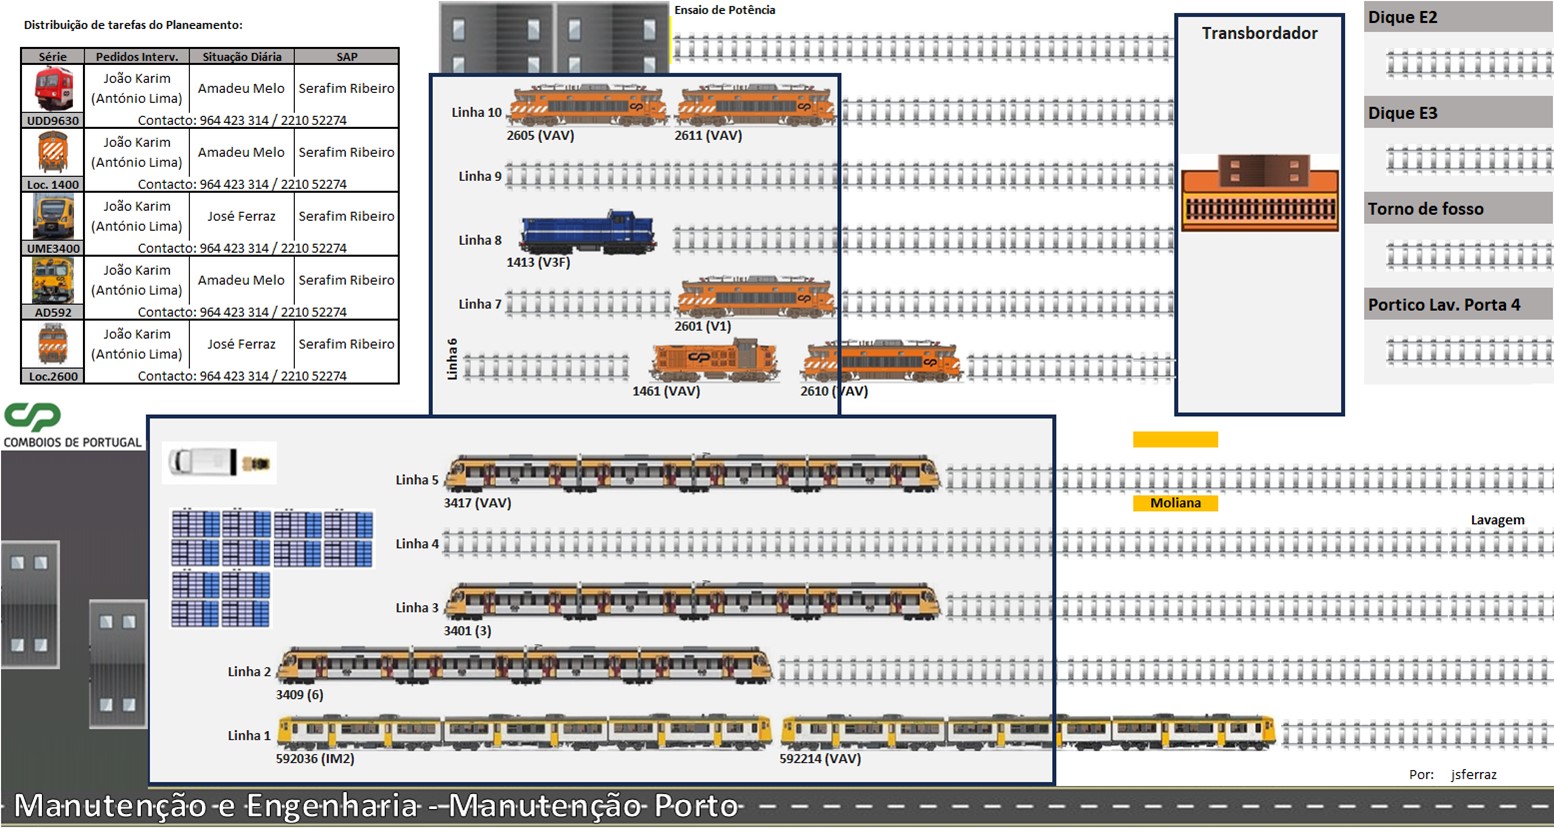 Distribuição de tarefas do Planeamento:
Série Pedidos Interv. Situação Diária SAP
João Karim
(António Lima) Amadeu Melo Serafim Ribeiro
UDD9630 Contacto: 964 423 314 / 2210 52274
João Karim
(António Lima) Amadeu Melo Serafim Ribeiro
Loc. 1400 Contacto: 964 423 314 / 2210 52274
João Karim
(António Lima) José Ferraz Serafim Ribeiro
UME3400 Contacto: 964 423 314 / 2210 52274
João Karim
(António Lima) Amadeu Melo Serafim Ribeiro
AD592 Contacto: 964 423 314 / 2210 52274
João Karim
(António Lima) José Ferraz Serafim Ribeiro
Loc.2600 Contacto: 964 423 314 / 2210 52274
CP
COMBOIOS DE PORTUGAL
Ensaio de Potência
Linha 10
2605 (VAV) 2611 (VAV)
Linha 9
Linha 8
1413 (V3F)
Linha 7
2601 (V1)
Linha 6
1461 (VAV) 2610 (VAV)
Transbordador
Dique E2
Dique E3
Torno de fosso
Portico Lav. Porta 4
Linha 5
3417 (VAV)
Moliana
Lavagem
Linha 4
Linha 3
3401 (3)
Linha 2
3409 (6)
Linha 1
592036 (IM2) 592214 (VAV)
Por: jsferraz
Manutenção e Engenharia - Manutenção Porto